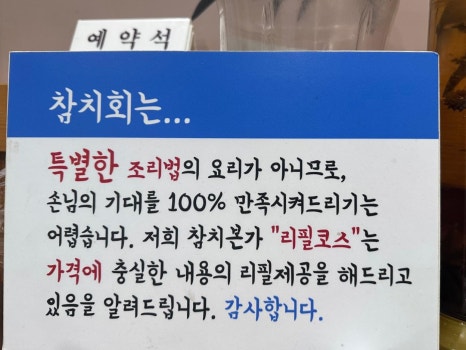 예약석
참치회는...
특별한 조리법의 요리가 아니므로,
손님의 기대를 100% 만족시켜드리기는
어렵습니다. 저희 참치본가 "리필코스"는
가격에 충실한 내용의 리필제공을 해드리고
있음을 알려드립니다. 감사합니다.